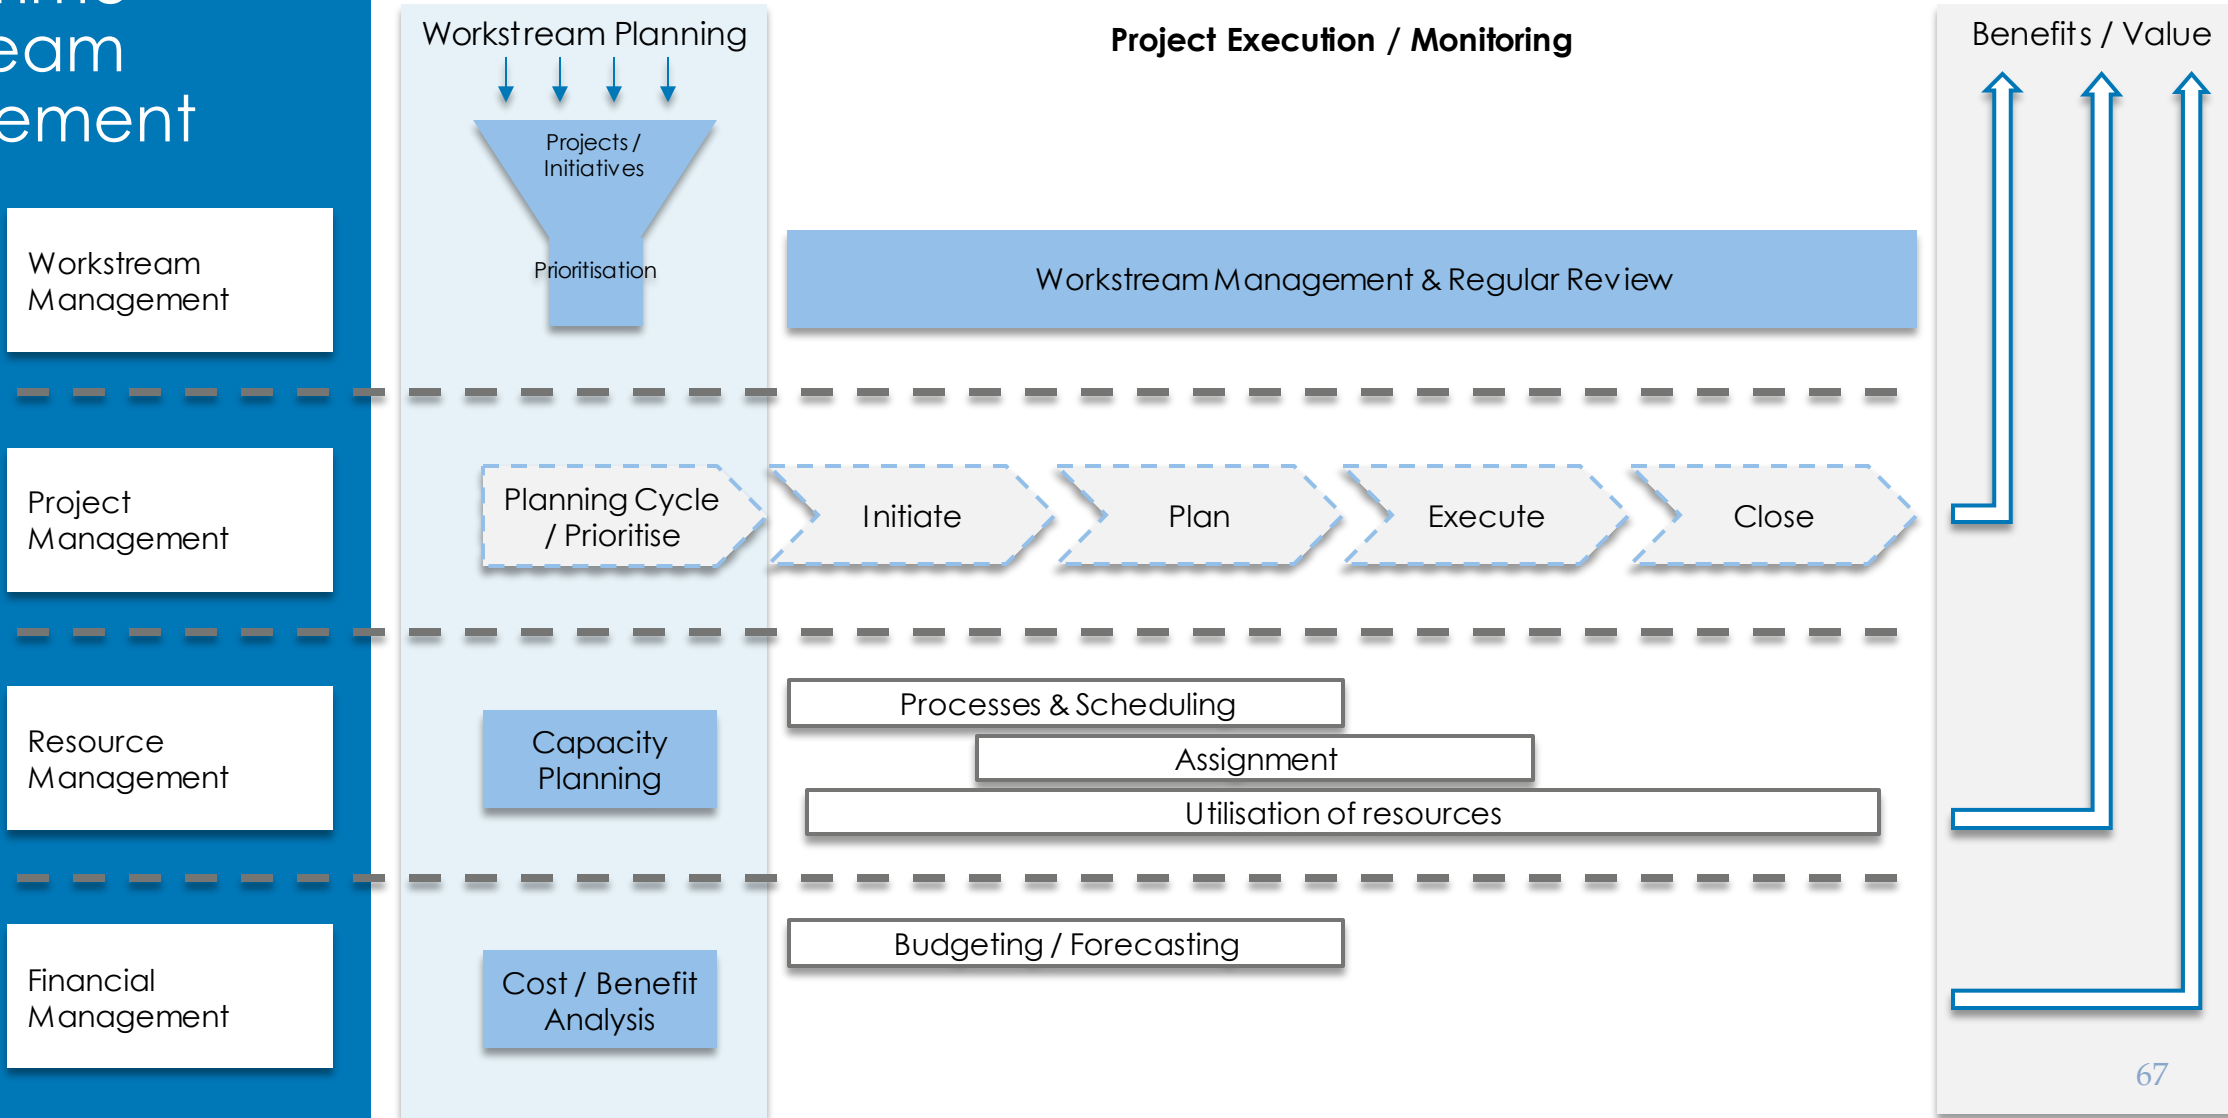 eam
ement
Workstream Planning
Project Execution / Monitoring
Benefits / Value
Projects /
Initiatives
Prioritisation
Workstream
Management
Workstream Management & Regular Review
Project
Management
Planning Cycle
/ Prioritise
Initiate
Plan
Execute
Close
Resource
Management
Capacity
Planning
Processes & Scheduling
Assignment
Utilisation of resources
Financial
Management
Cost / Benefit
Analysis
Budgeting / Forecasting
67